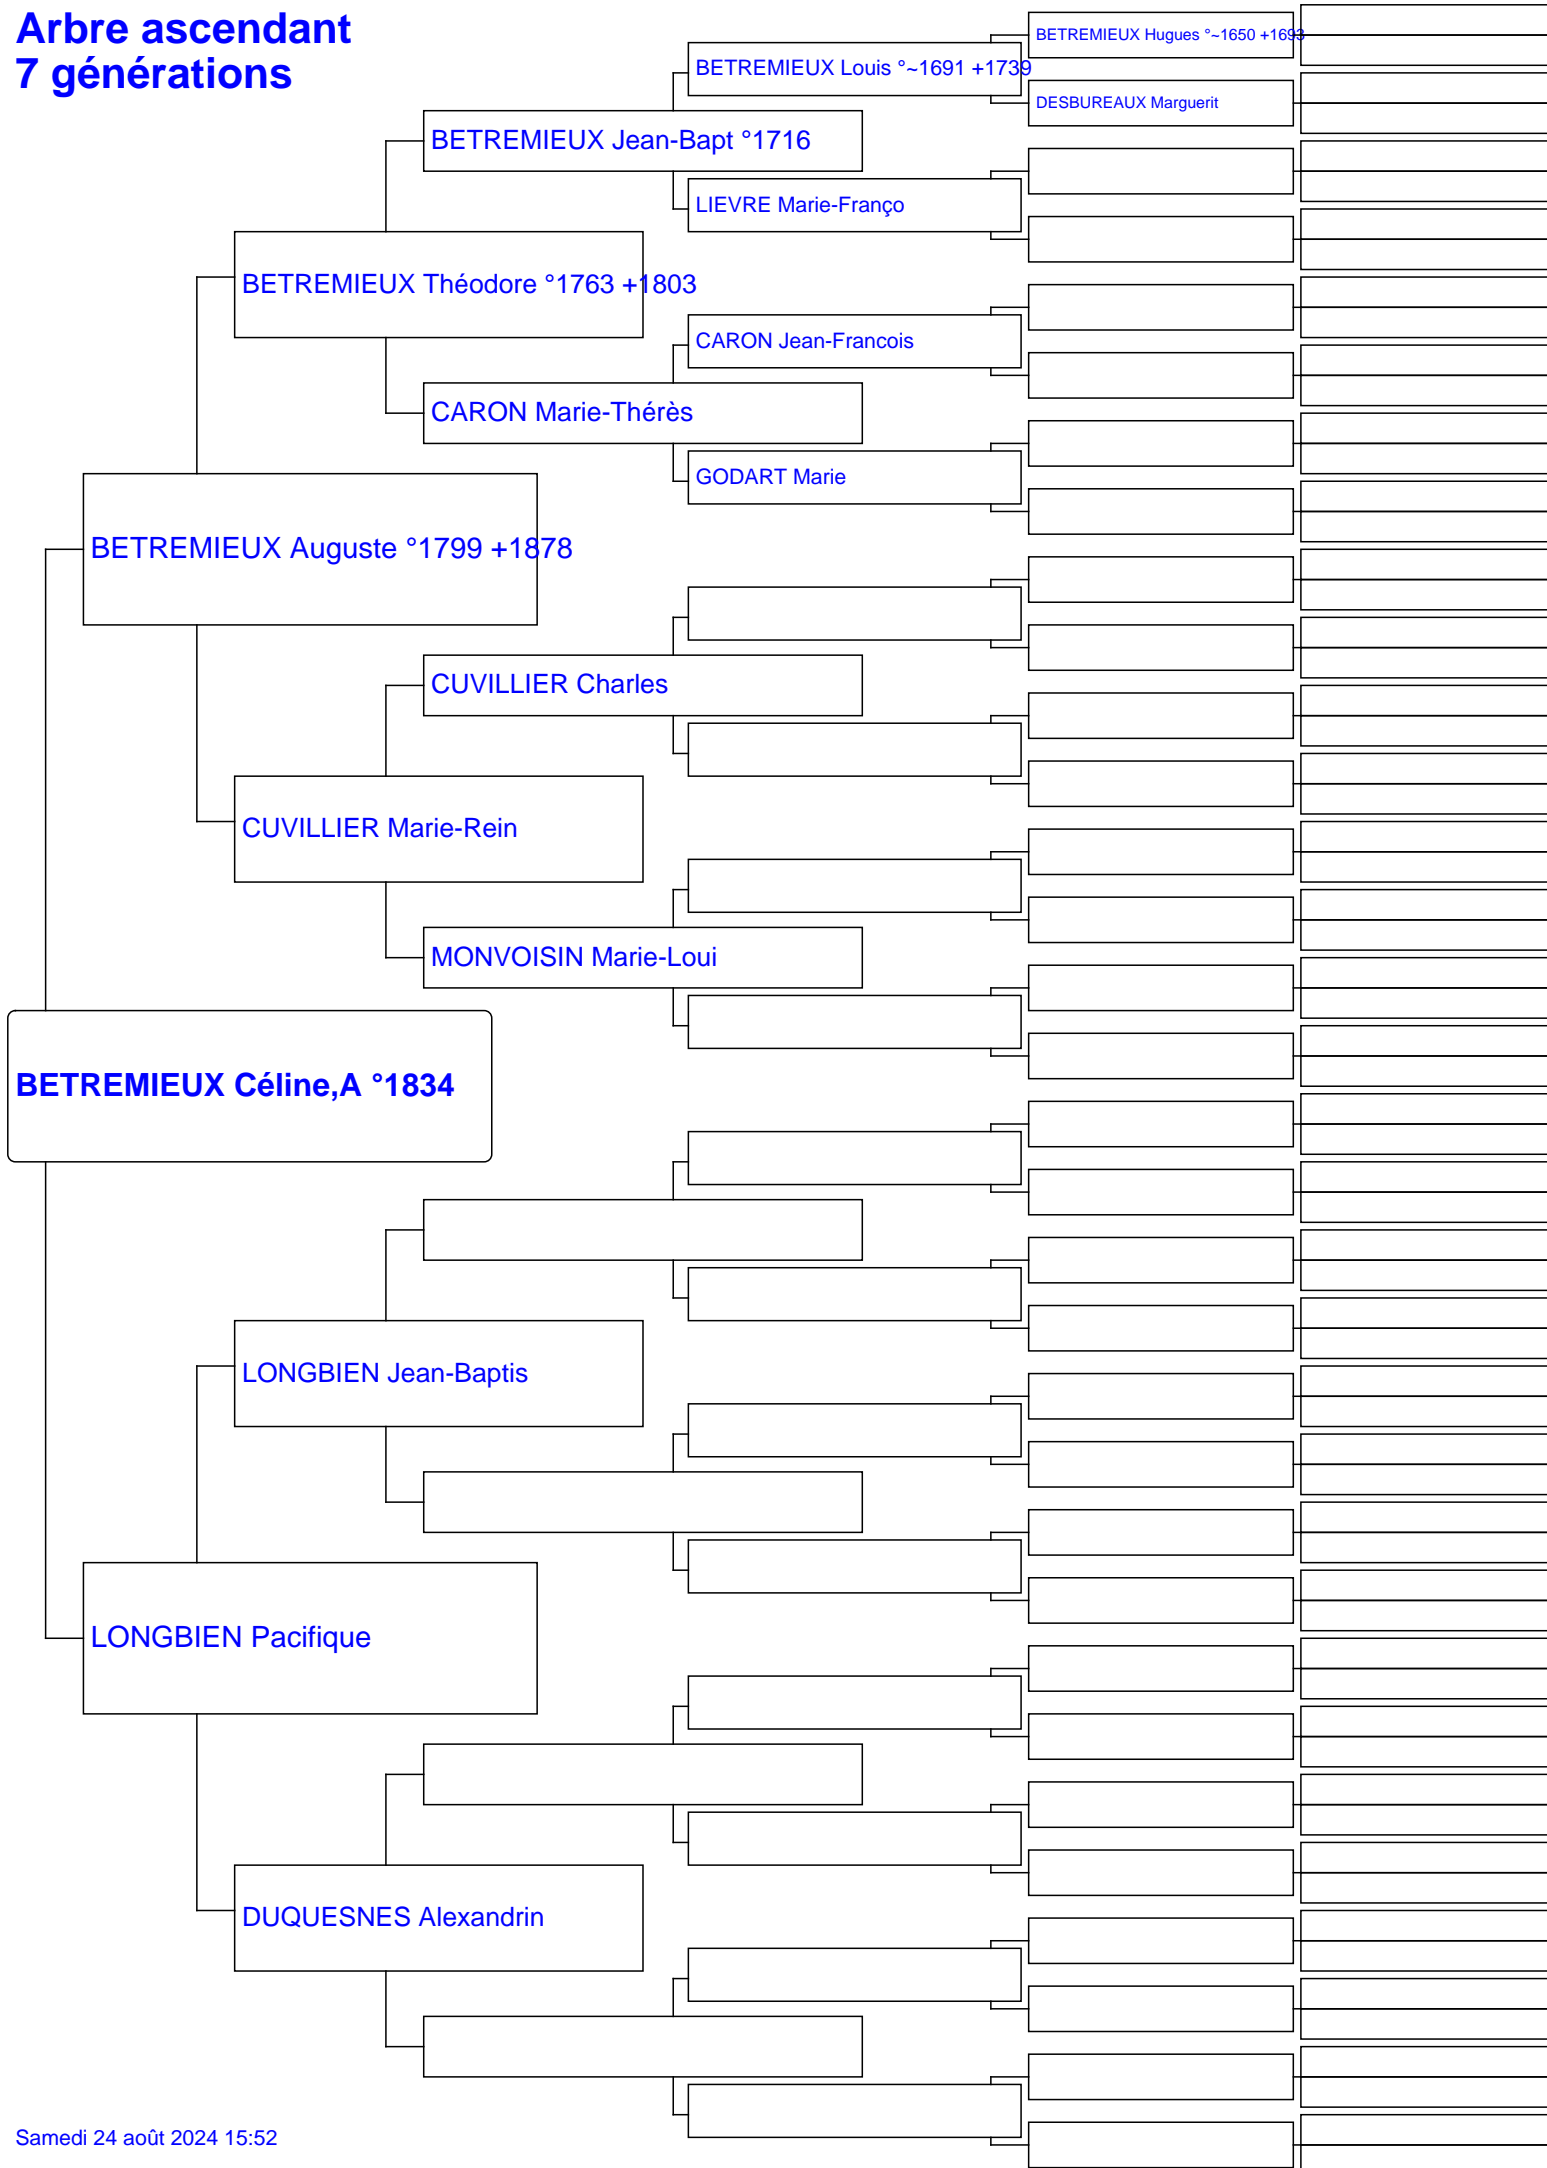 Arbre ascendant
7 générations
BETREMIEUX Hugues °~1650 +1693
BETREMIEUX Louis °~1691 +1739
DESBUREAUX Marguerit
BETREMIEUX Jean-Bapt °1716
LIEVRE Marie-Franço
BETREMIEUX Théodore °1763 +1803
CARON Jean-Francois
CARON Marie-Thérès
GODART Marie
BETREMIEUX Auguste °1799 +1878
CUVILLIER Charles
CUVILLIER Marie-Rein
MONVOISIN Marie-Loui
BETREMIEUX Céline,A °1834
LONGBIEN Jean-Baptis
LONGBIEN Pacifique
DUQUESNES Alexandrin
Samedi 24 août 2024 15:52